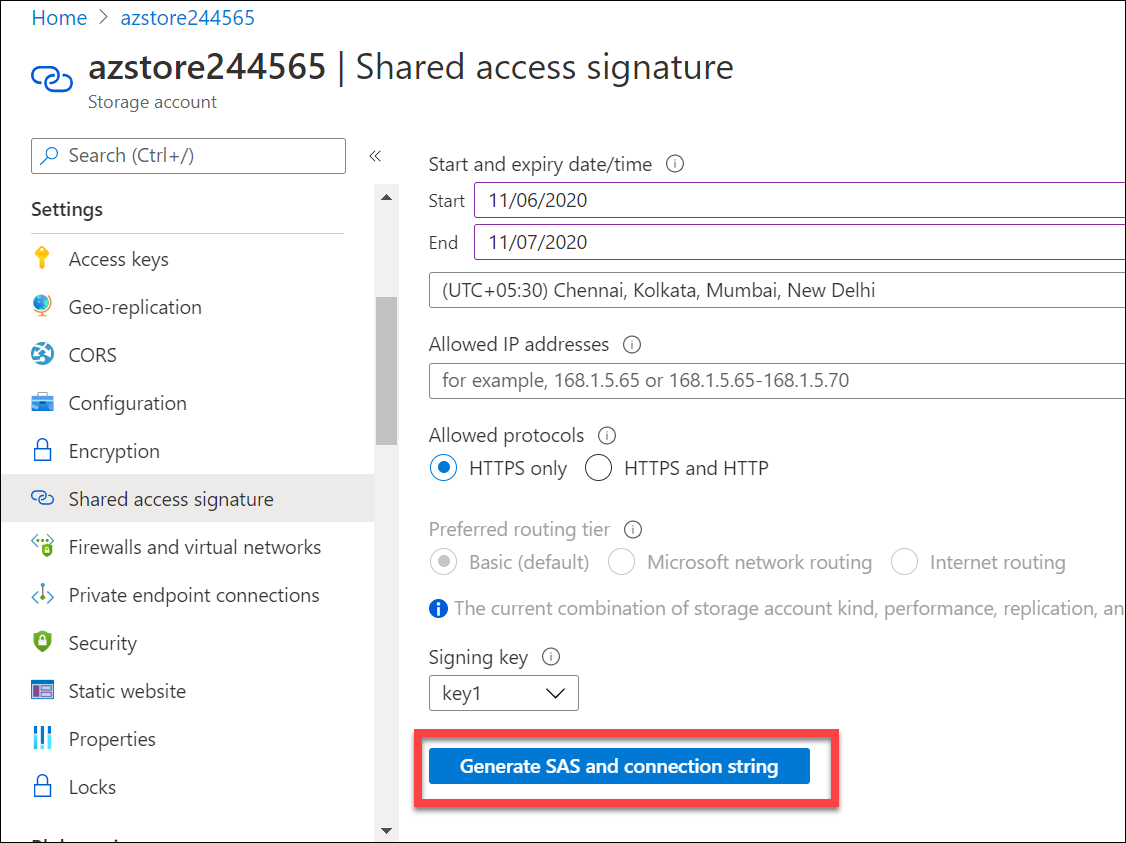 Home > azstore244565
azstore244565 | Shared access signature
Storage account
Search (Ctrl+/)
«
Settings
Access keys
Geo-replication
CORS
Configuration
Encryption
Shared access signature
Firewalls and virtual networks
Private endpoint connections
Security
Static website
Properties
Locks
Start and expiry date/time
Start 11/06/2020
End 11/07/2020
(UTC+05:30) Chennai, Kolkata, Mumbai, New Delhi
Allowed IP addresses
for example, 168.1.5.65 or 168.1.5.65-168.1.5.70
Allowed protocols
HTTPS only HTTPS and HTTP
Preferred routing tier
Basic (default) Microsoft network routing Internet routing
The current combination of storage account kind, performance, replication, an
Signing key
key1
Generate SAS and connection string